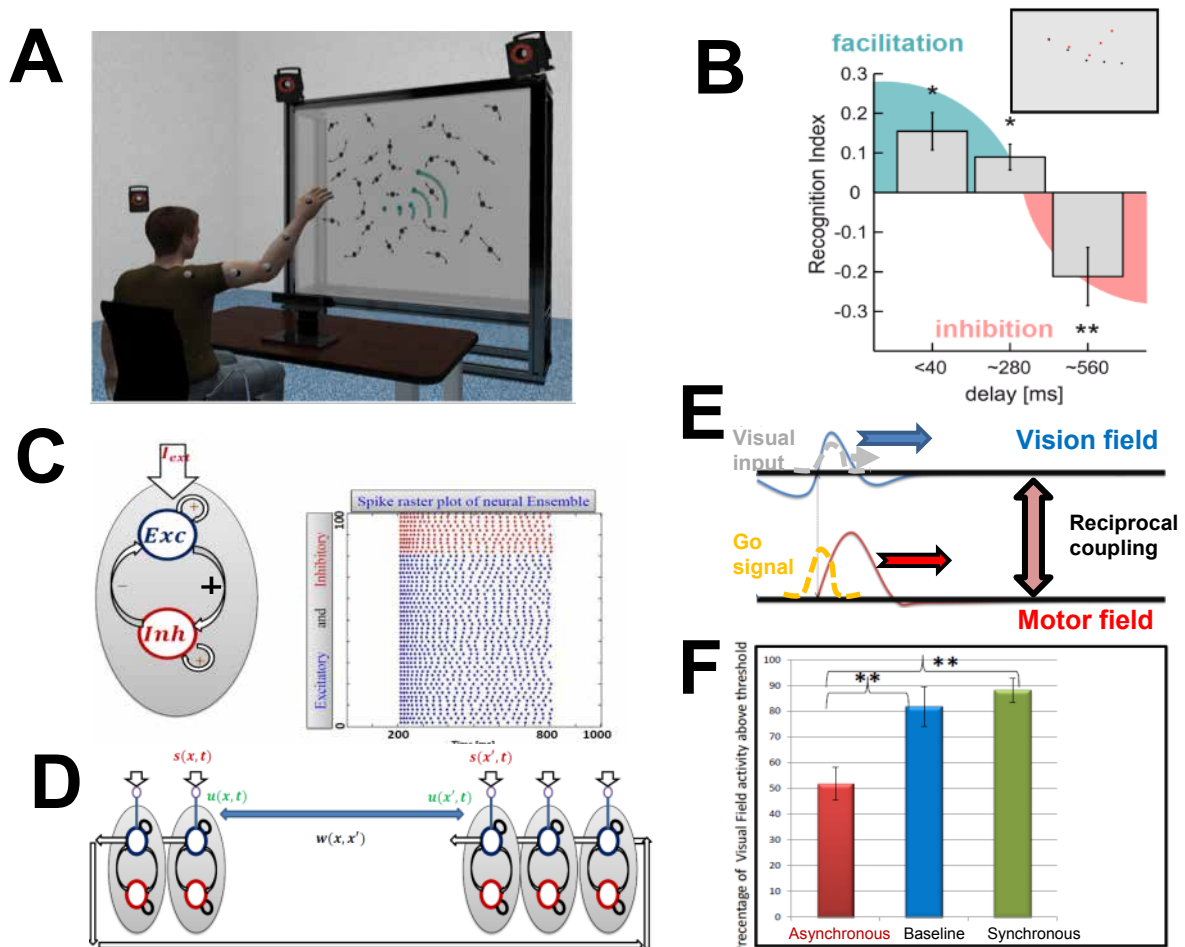 A
B
facilitation
0.3
0.2
0.1
0
-0.1
-0.2
-0.3
Recognition Index
*
*
**
inhibition
<40
~280
~560
delay [ms]
C
I_ext
Exc
+
−
+
Inh
+
Spike raster plot of neural Ensemble
Excitatory and Inhibitory
100
0
200
800
1000
Time [ms]
D
s(x,t)
s(x′,t)
u(x,t)
u(x′,t)
w(x,x′)
E
Visual
input
Vision field
Go
signal
Reciprocal
coupling
Motor field
F
Precentage of Visual Field activity above threshold
100
90
80
70
60
50
40
30
20
10
0
**
**
Asynchronous
Baseline
Synchronous